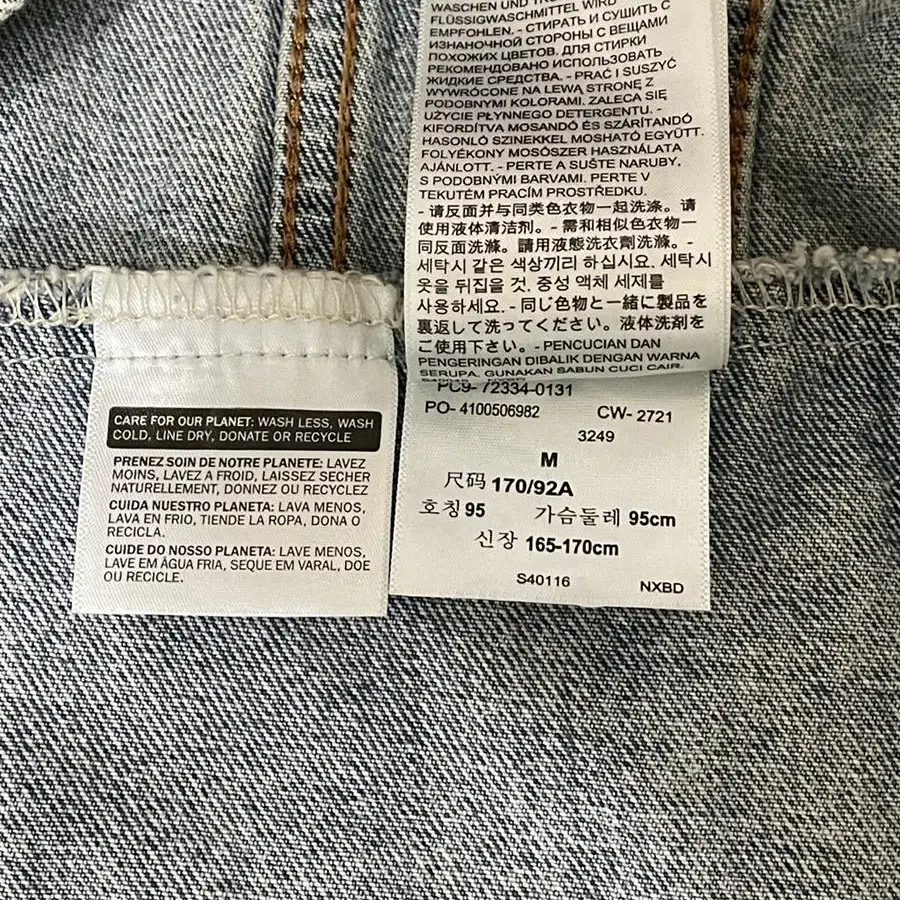 WASCHEN UND
FLÜSSIGWASCHMITTEL WIRD
EMPFOHLEN. - СТИРАТЬ И СУШИТЬ С
ИЗНАНОЧНОЙ СТОРОНЫ С ВЕЩАМИ
ПОХОЖИХ ЦВЕТОВ. ДЛЯ СТИРКИ
РЕКОМЕНДОВАНО ИСПОЛЬЗОВАТЬ
ЖИДКИЕ СРЕДСТВА. - PRAĆ I SUSZYĆ
WYWRÓCONE NA LEWĄ STRONĘ Z
PODOBNYMI KOLORAMI. ZALECA SIĘ
UŻYCIE PŁYNNEGO DETERGENTU. -
KIFORDÍTVA MOSANDÓ ÉS SZÁRÍTANDÓ
HASONLÓ SZINEKKEL MOSHATÓ EGYÜTT.
FOLYÉKONY MOSÓSZER HASZNÁLATA
AJÁNLOTT. - PERTE A SUŠTE NARUBY,
S PODOBNÝMI BARVAMI. PERTE V
TEKUTÉM PRACÍM PROSTŘEDKU.
- 请反面并与同类色衣物一起洗涤。请
使用液体清洁剂。- 需和相似色衣物一
同反面洗滌。請用液態洗衣劑洗滌。-
세탁시 같은 색상끼리 하십시요. 세탁시
옷을 뒤집을 것. 중성 액체 세제를
사용하세요. - 同じ色物と一緒に製品を
裏返して洗ってください。液体洗剤を
ご使用下さい。- PENCUCIAN DAN
PENGERINGAN DIBALIK DENGAN WARNA
SERUPA. GUNAKAN SABUN CUCI CAIR.
PC9- 72334-0131
PO- 4100506982 CW- 2721
3249
M
尺码 170/92A
호칭 95 가슴둘레 95cm
신장 165-170cm
S40116 NXBD
CARE FOR OUR PLANET: WASH LESS, WASH
COLD, LINE DRY, DONATE OR RECYCLE
PRENEZ SOIN DE NOTRE PLANETE: LAVEZ
MOINS, LAVEZ A FROID, LAISSEZ SECHER
NATURELLEMENT, DONNEZ OU RECYCLEZ
CUIDA NUESTRO PLANETA: LAVA MENOS,
LAVA EN FRIO, TIENDE LA ROPA, DONA O
RECICLA.
CUIDE DO NOSSO PLANETA: LAVE MENOS,
LAVE EM ÁGUA FRIA, SEQUE EM VARAL, DOE
OU RECICLE.